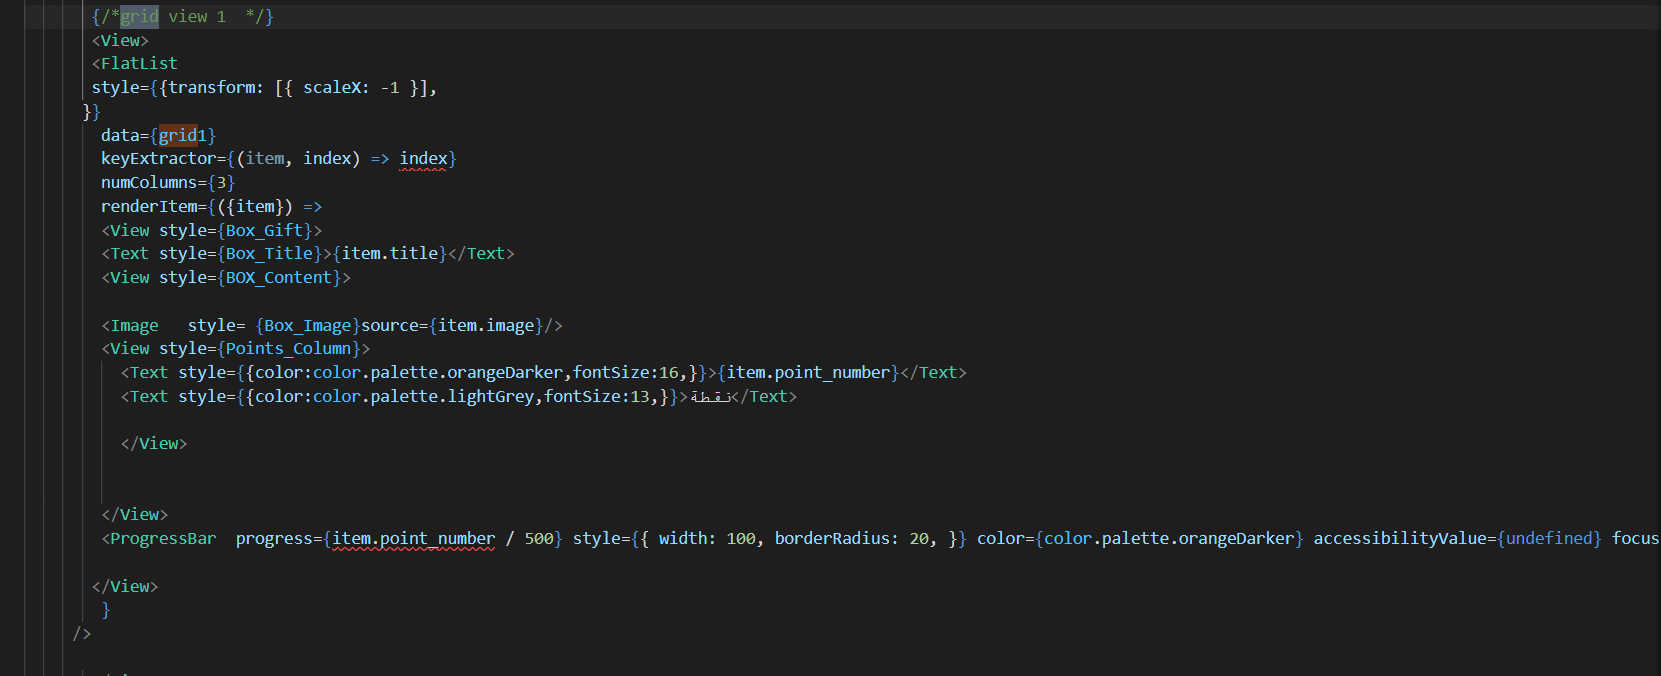 {/*grid view 1  */}
<View>
<FlatList
style={{transform: [{ scaleX: -1 }],
}}
data={grid1}
keyExtractor={(item, index) => index}
numColumns={3}
renderItem={({item}) =>
<View style={Box_Gift}>
<Text style={Box_Title}>{item.title}</Text>
<View style={BOX_Content}>
<Image   style= {Box_Image}source={item.image}/>
<View style={Points_Column}>
<Text style={{color:color.palette.orangeDarker,fontSize:16,}}>{item.point_number}</Text>
<Text style={{color:color.palette.lightGrey,fontSize:13,}}>نقطة</Text>
</View>
</View>
<ProgressBar  progress={item.point_number / 500} style={{ width: 100, borderRadius: 20, }} color={color.palette.orangeDarker} accessibilityValue={undefined} focus
</View>
}
/>